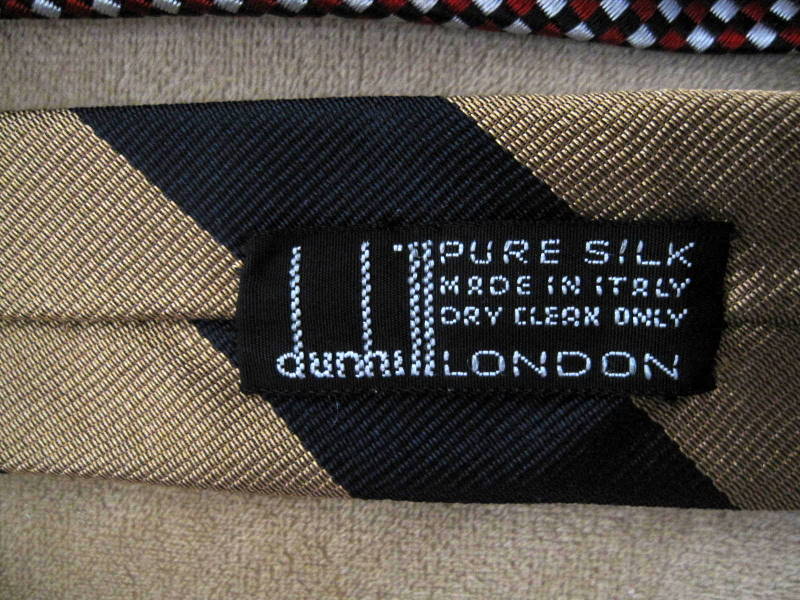 dunhill
PURE SILK
MADE IN ITALY
DRY CLEAN ONLY
LONDON